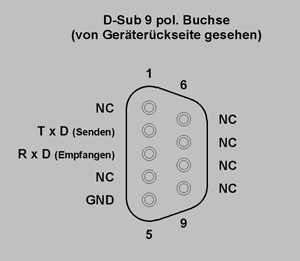 D-Sub 9 pol. Buchse
(von Geräterückseite gesehen)
1
6
NC
T x D (Senden)
R x D (Empfangen)
NC
GND
NC
NC
NC
NC
5
9